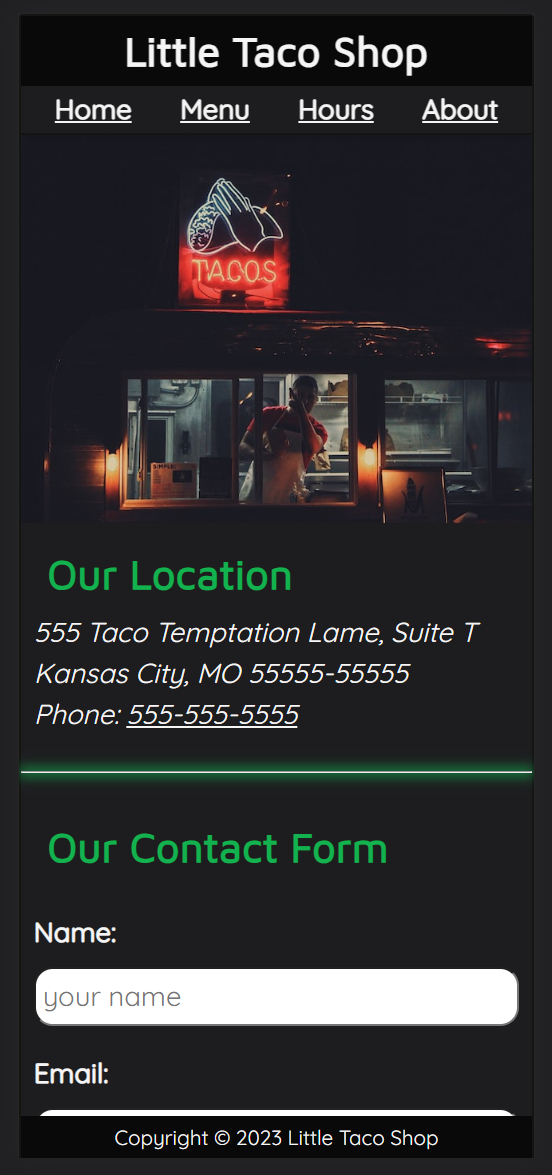 Little Taco Shop
Home Menu Hours About
TACOS
SIMPLE.
Our Location
555 Taco Temptation Lame, Suite T
Kansas City, MO 55555-55555
Phone: 555-555-5555
Our Contact Form
Name:
your name
Email:
Copyright © 2023 Little Taco Shop